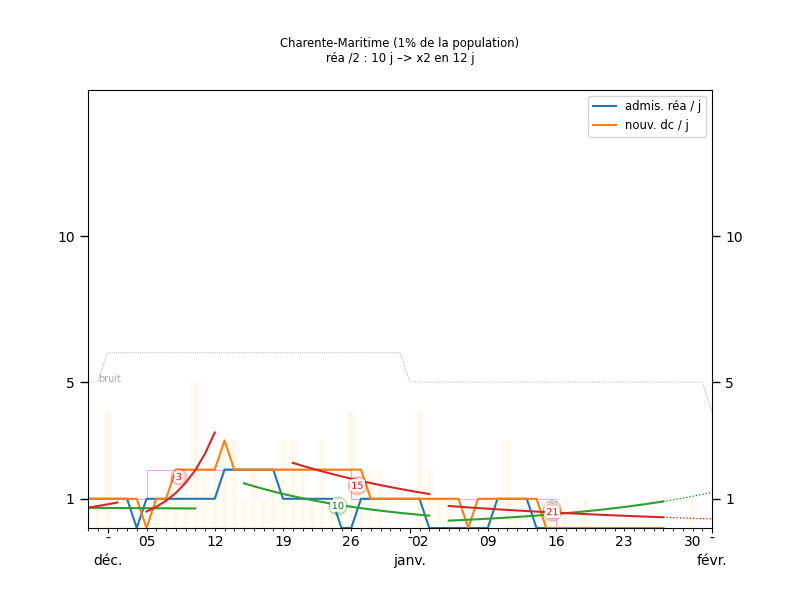 Charente-Maritime (1% de la population)
réa /2 : 10 j –> x2 en 12 j
admis. réa / j
nouv. dc / j
10
10
5
5
bruit
3
15
10
21
1
1
- 05 12 19 26 -02 09 16 23 30 -
déc. janv. févr.